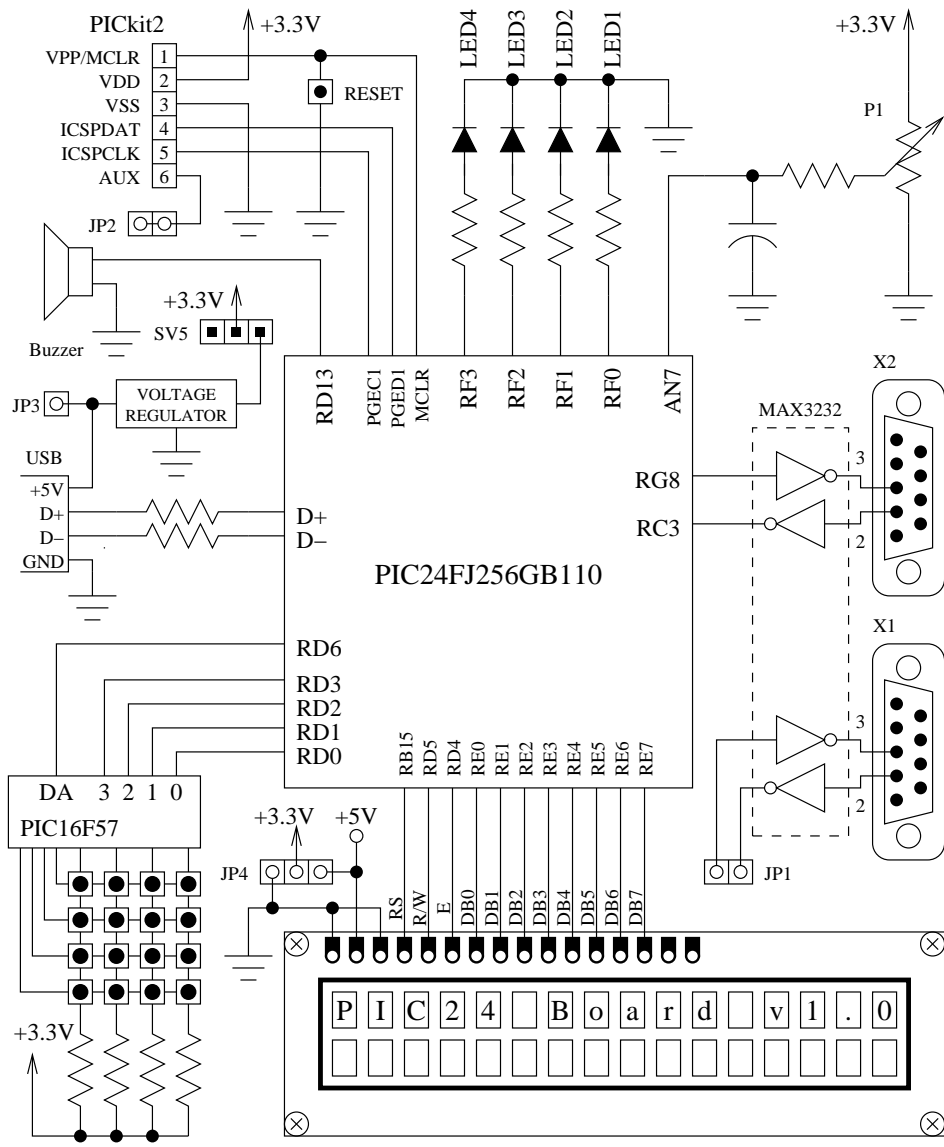 PICkit2
VPP/MCLR 1
VDD 2
VSS 3
ICSPDAT 4
ICSPCLK 5
AUX 6
+3.3V
RESET
JP2
LED4
LED3
LED2
LED1
+3.3V
P1
Buzzer
+3.3V
SV5
JP3
VOLTAGE
REGULATOR
USB
+5V
D+
D−
GND
RD13
PGEC1
PGED1
MCLR
RF3
RF2
RF1
RF0
AN7
D+
D−
RG8
RC3
PIC24FJ256GB110
RD6
RD3
RD2
RD1
RD0
RB15
RD5
RD4
RE0
RE1
RE2
RE3
RE4
RE5
RE6
RE7
MAX3232
X2
3
2
X1
3
2
JP1
DA 3 2 1 0
PIC16F57
+3.3V
+3.3V
+5V
JP4
RS
R/W
E
DB0
DB1
DB2
DB3
DB4
DB5
DB6
DB7
PIC24 Board v1.0